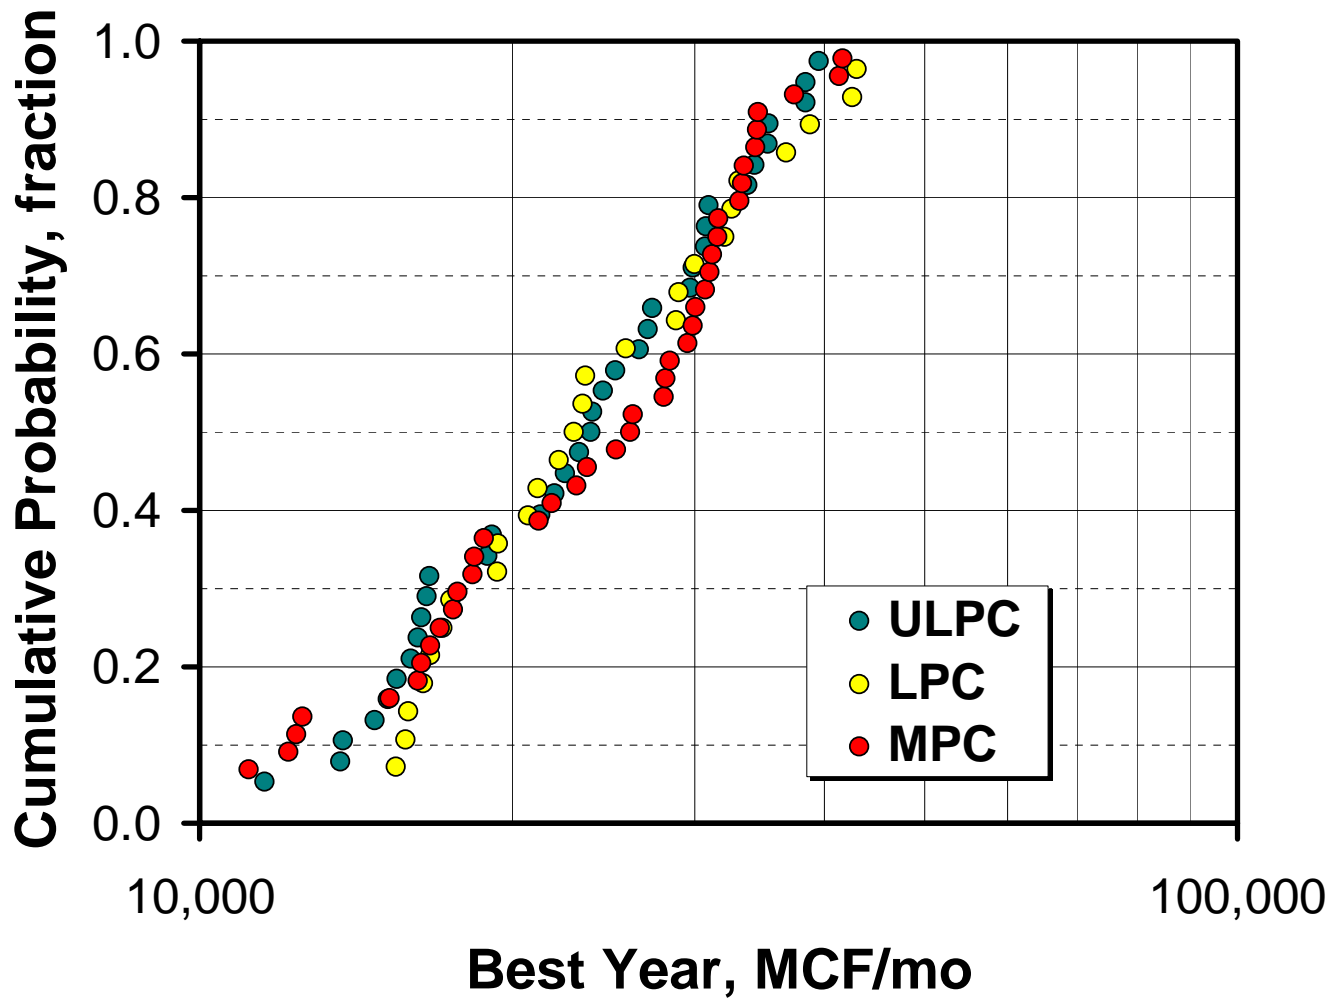 Cumulative Probability, fraction
1.0
0.8
0.6
0.4
0.2
0.0
ULPC
LPC
MPC
10,000
100,000
Best Year, MCF/mo